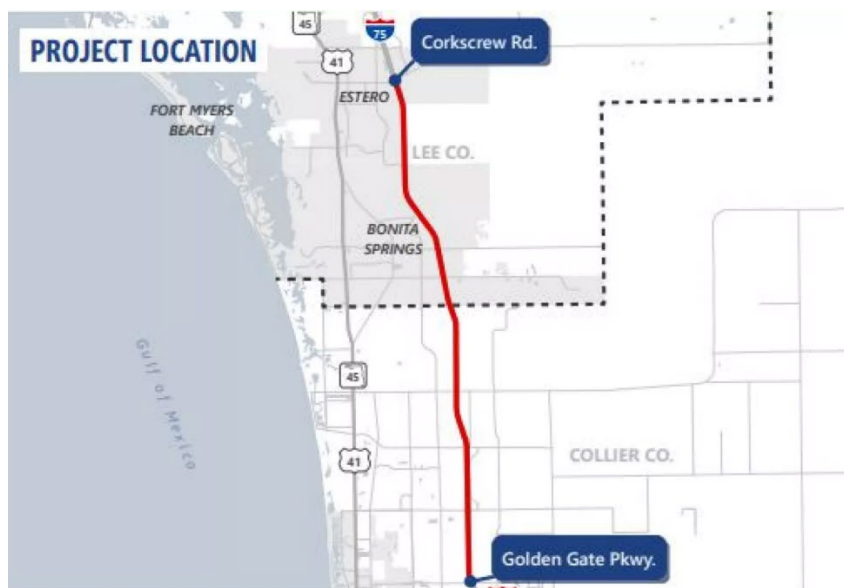 PROJECT LOCATION
45
75
Corkscrew Rd.
41
ESTERO
FORT MYERS
BEACH
LEE CO.
BONITA
SPRINGS
Gulf of Mexico
45
COLLIER CO.
41
Golden Gate Pkwy.